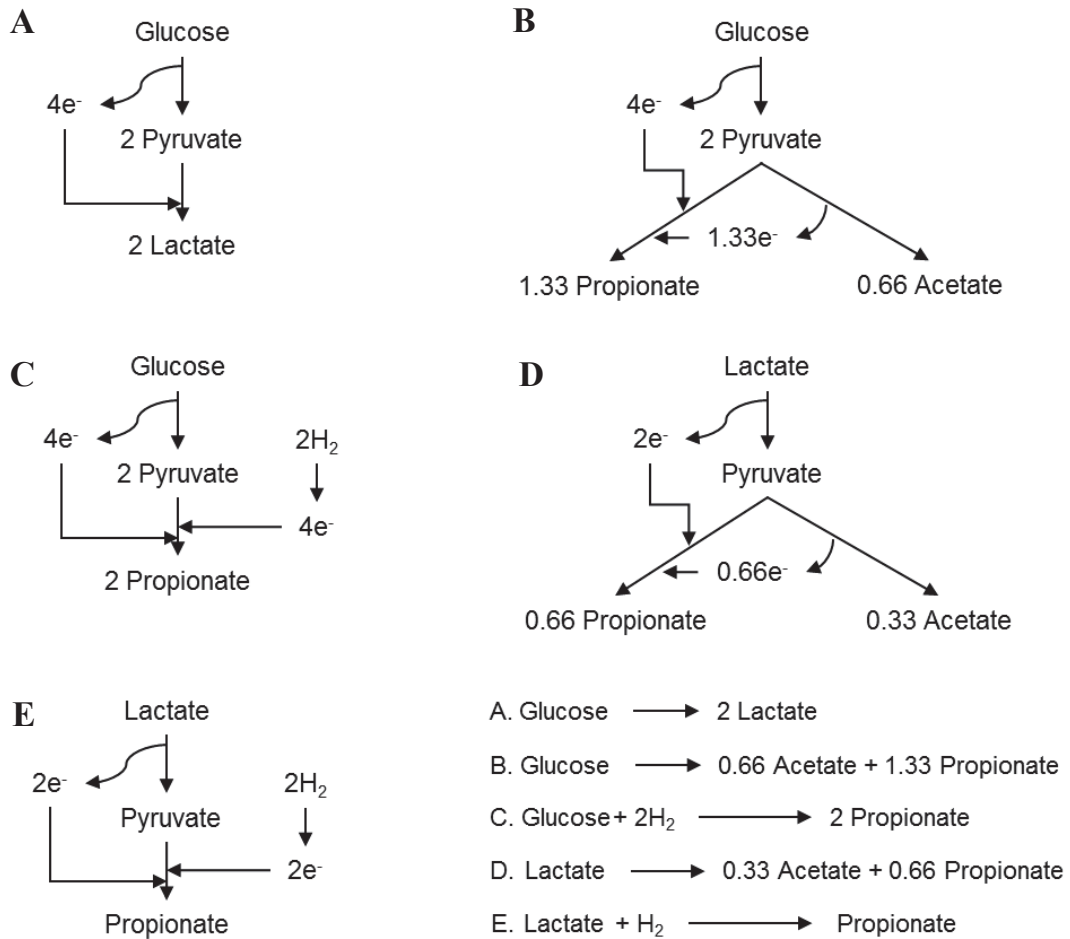 A
Glucose
4e⁻
2 Pyruvate
2 Lactate
B
Glucose
4e⁻
2 Pyruvate
1.33e⁻
1.33 Propionate
0.66 Acetate
C
Glucose
4e⁻
2H₂
2 Pyruvate
4e⁻
2 Propionate
D
Lactate
2e⁻
Pyruvate
0.66e⁻
0.66 Propionate
0.33 Acetate
E
Lactate
2e⁻
2H₂
Pyruvate
2e⁻
Propionate
A. Glucose ⟶ 2 Lactate
B. Glucose ⟶ 0.66 Acetate + 1.33 Propionate
C. Glucose + 2H₂ ⟶ 2 Propionate
D. Lactate ⟶ 0.33 Acetate + 0.66 Propionate
E. Lactate + H₂ ⟶ Propionate